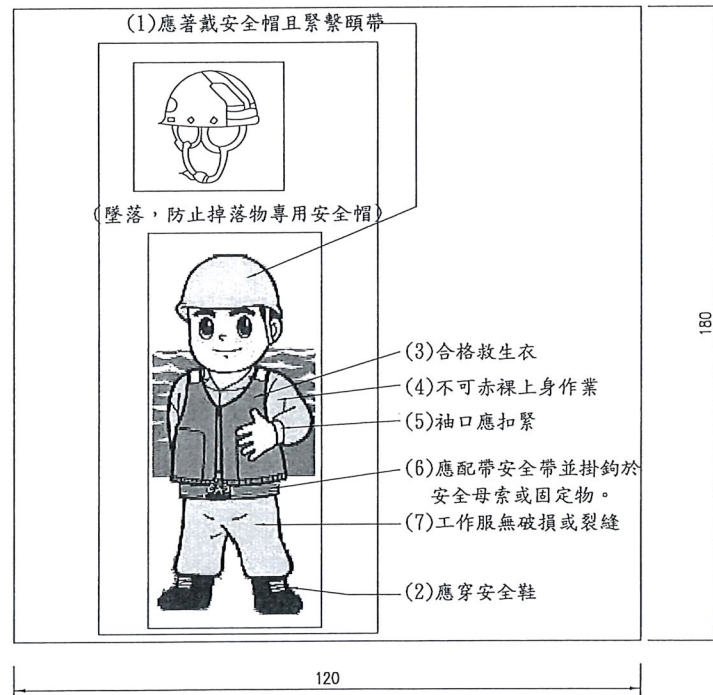 (1)應著戴安全帽且緊繫頤帶
(墜落，防止掉落物專用安全帽)
(3)合格救生衣
(4)不可赤裸上身作業
(5)袖口應扣緊
(6)應配帶安全帶並掛鉤於
安全母索或固定物。
(7)工作服無破損或裂縫
(2)應穿安全鞋
180
120